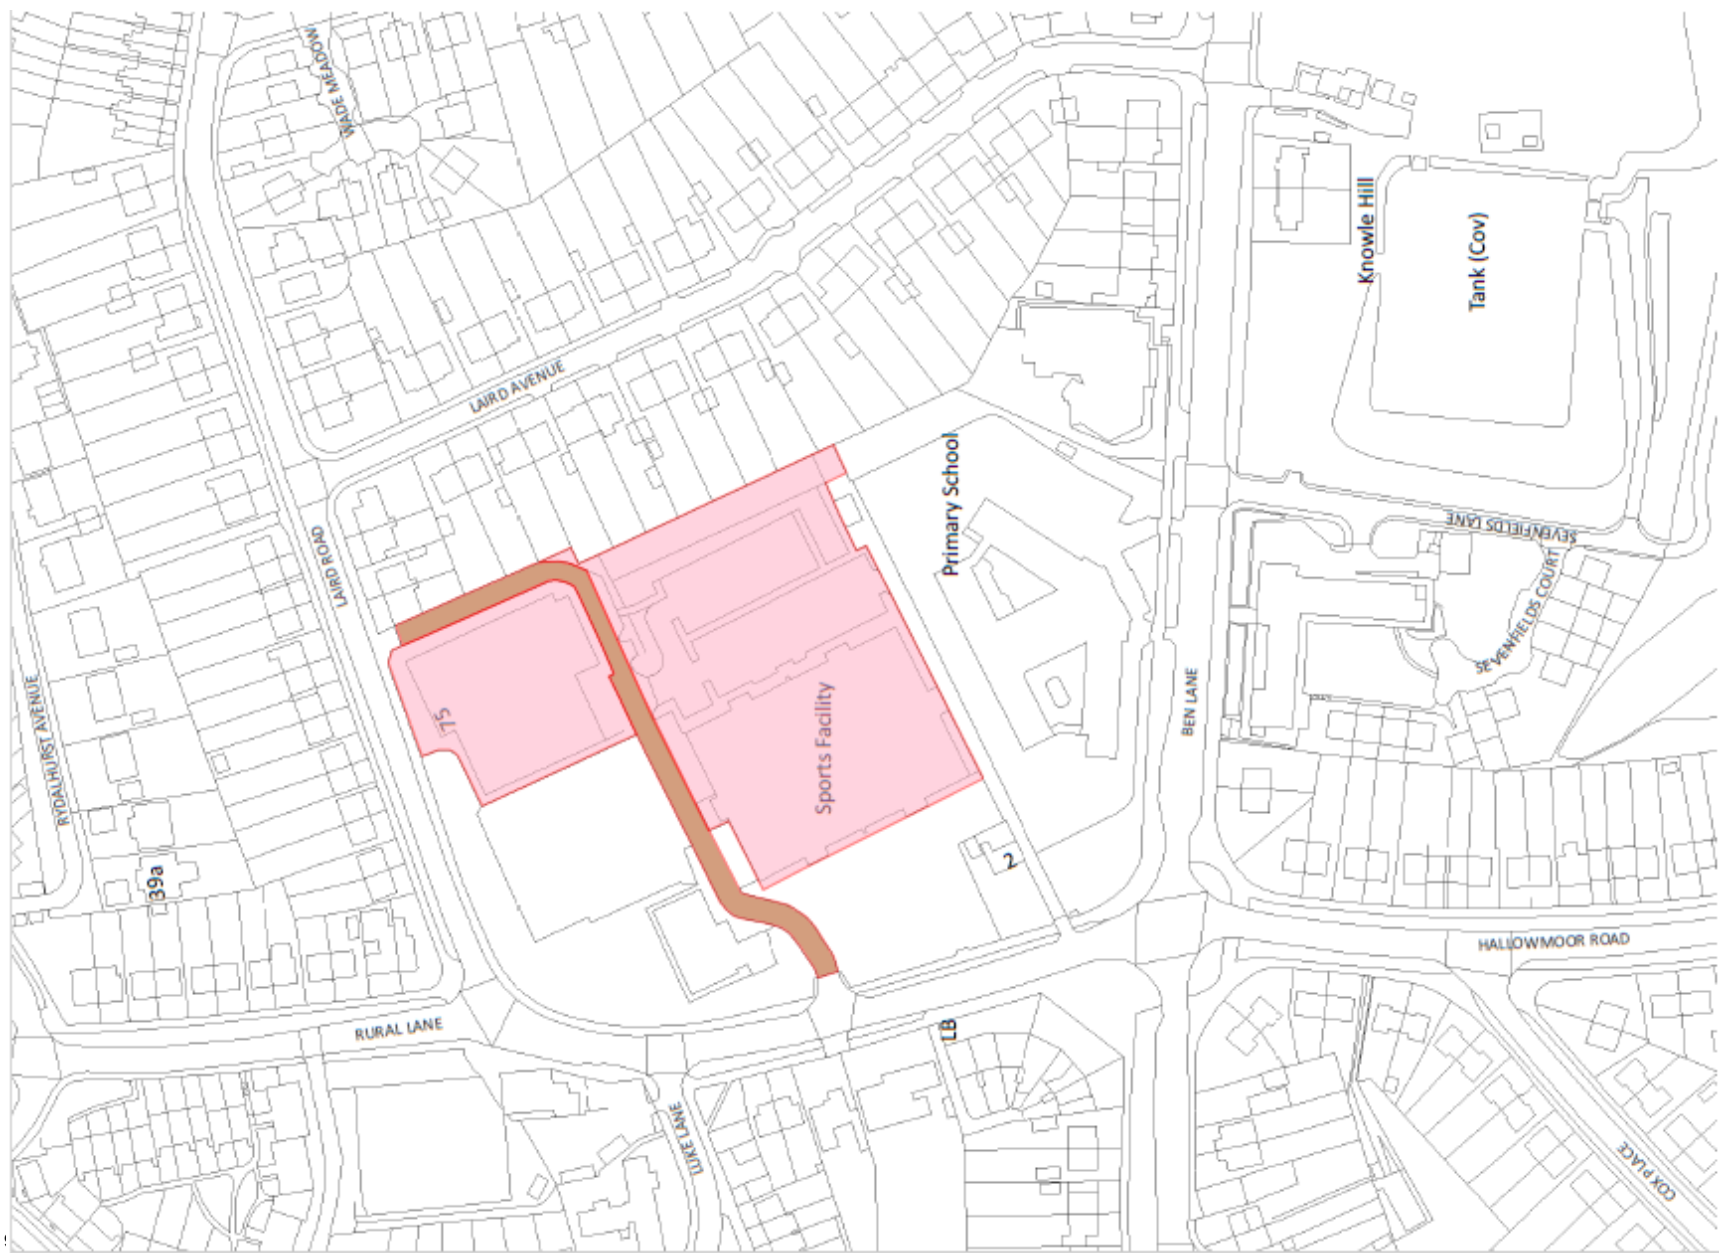 WADE MEADOW
Knowle Hill
Tank (Cov)
LAIRD AVENUE
Primary School
LAIRD ROAD
SEVENFIELDS LANE
SEVENFIELDS COURT
RYDALHURST AVENUE
75
Sports Facility
BEN LANE
39a
2
HALLOWMOOR ROAD
RURAL LANE
LB
LUKE LANE
COX PLACE